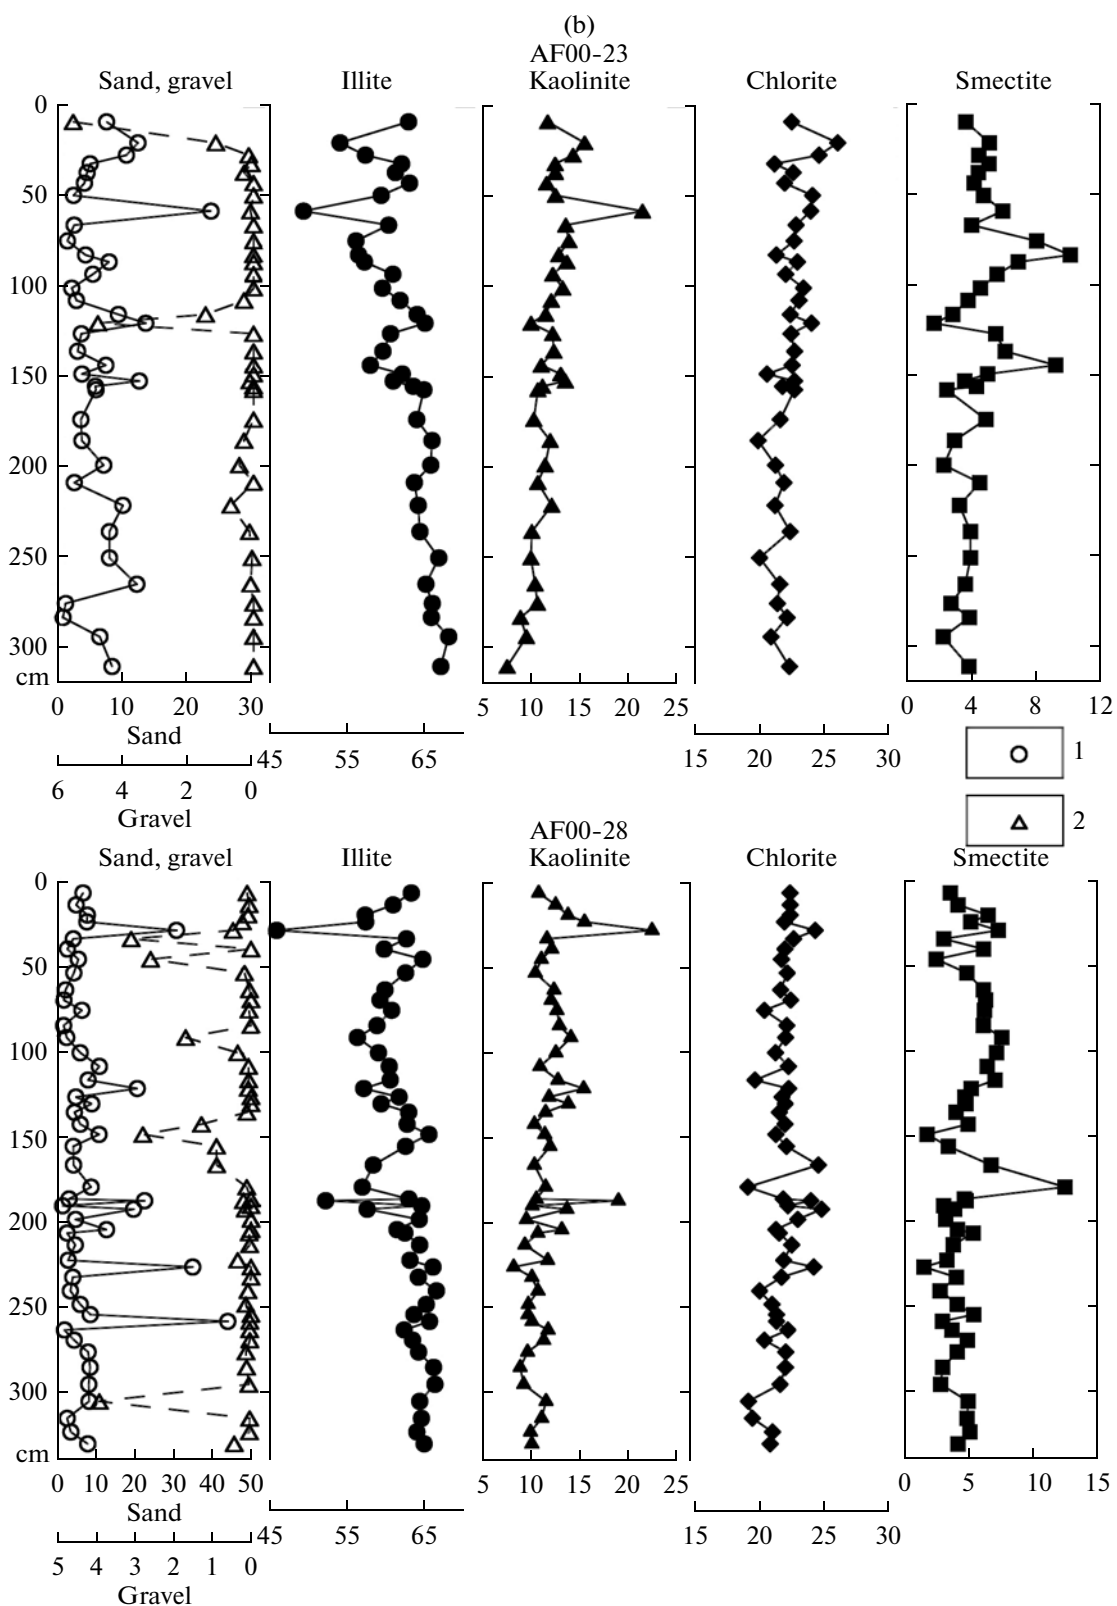 (b)
AF00-23
Sand, gravel Illite Kaolinite Chlorite Smectite
0
50
100
150
200
250
300
cm
0 10 20 30
Sand
6 4 2 0
Gravel
45 55 65
5 10 15 20 25
15 20 25 30
0 4 8 12
1
2
AF00-28
Sand, gravel Illite Kaolinite Chlorite Smectite
0
50
100
150
200
250
300
cm
0 10 20 30 40 50
Sand
5 4 3 2 1 0
Gravel
45 55 65
5 10 15 20 25
15 20 25 30
0 5 10 15